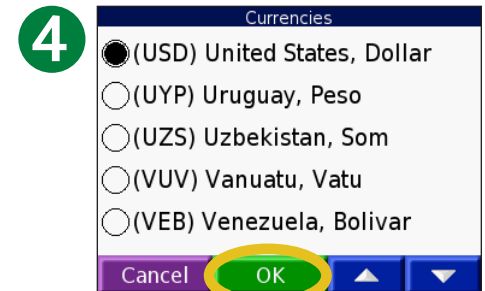 4
Currencies
(USD) United States, Dollar
(UYP) Uruguay, Peso
(UZS) Uzbekistan, Som
(VUV) Vanuatu, Vatu
(VEB) Venezuela, Bolivar
Cancel OK